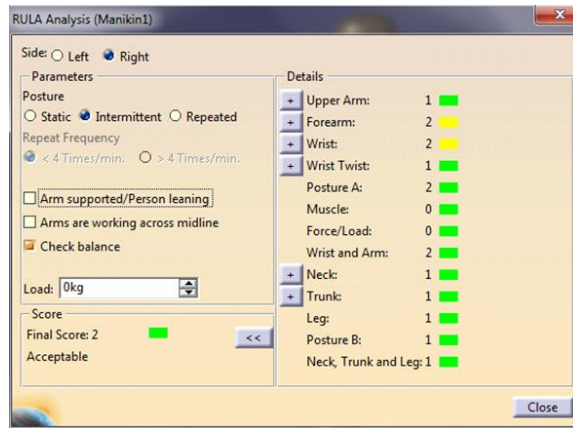 RULA Analysis (Manikin1)
Side: Left Right
Parameters
Posture
Static Intermittent Repeated
Repeat Frequency
< 4 Times/min. > 4 Times/min.
Arm supported/Person leaning
Arms are working across midline
Check balance
Load: 0kg
Score
Final Score: 2
<<
Acceptable
Details
+ Upper Arm: 1
+ Forearm: 2
+ Wrist: 2
+ Wrist Twist: 1
Posture A: 2
Muscle: 0
Force/Load: 0
Wrist and Arm: 2
+ Neck: 1
+ Trunk: 1
Leg: 1
Posture B: 1
Neck, Trunk and Leg: 1
Close